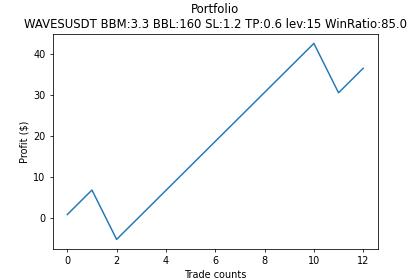 Portfolio
WAVESUSDT BBM:3.3 BBL:160 SL:1.2 TP:0.6 lev:15 WinRatio:85.0
40
30
20
10
0
Profit ($)
0 2 4 6 8 10 12
Trade counts